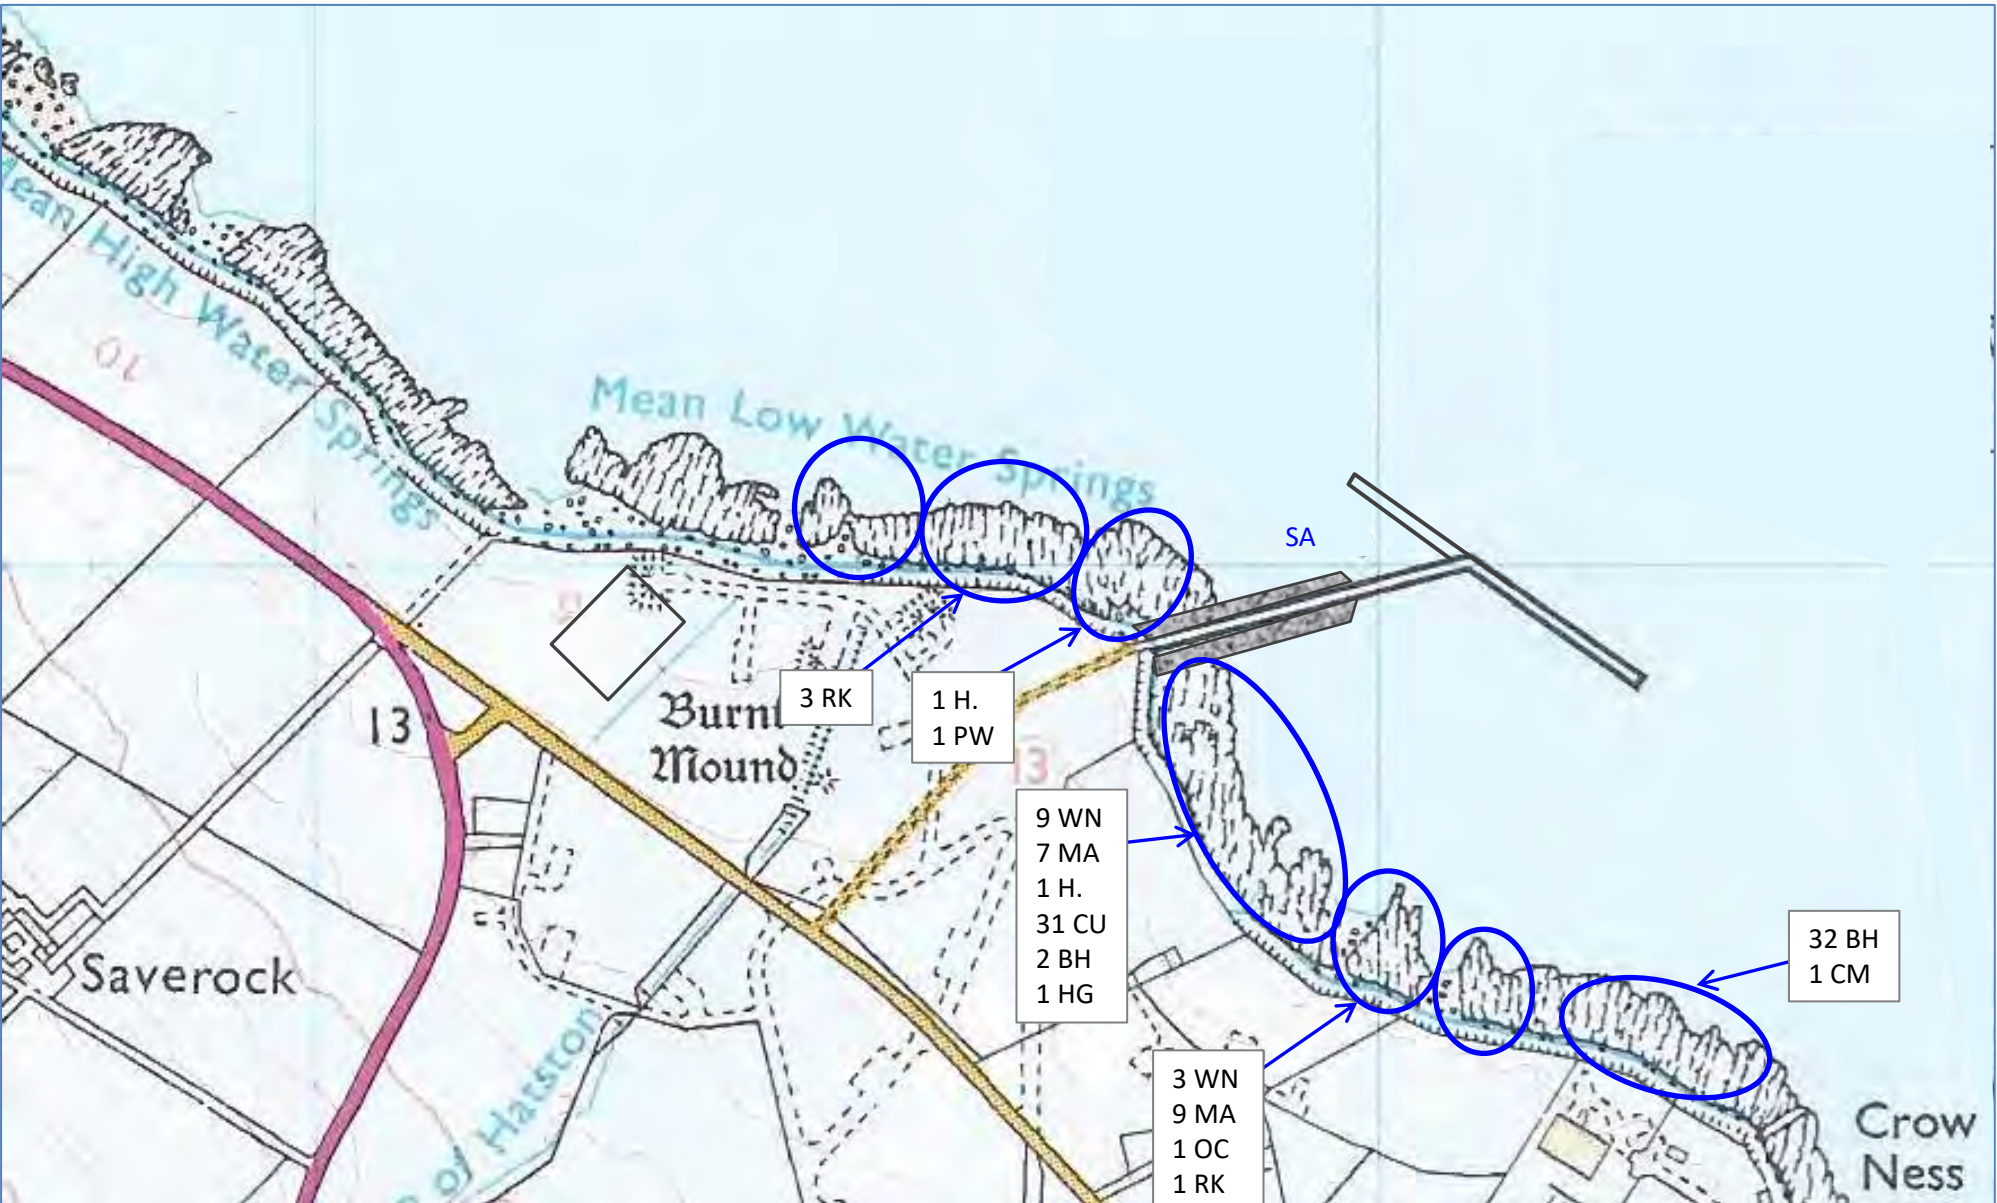 Mean High Water Springs
10
Mean Low Water Springs
SA
3 RK
1 H.
1 PW
13
Burnt
Mound
13
9 WN
7 MA
1 H.
31 CU
2 BH
1 HG
32 BH
1 CM
Saverock
3 WN
9 MA
1 OC
1 RK
of Hatston
Crow
Ness